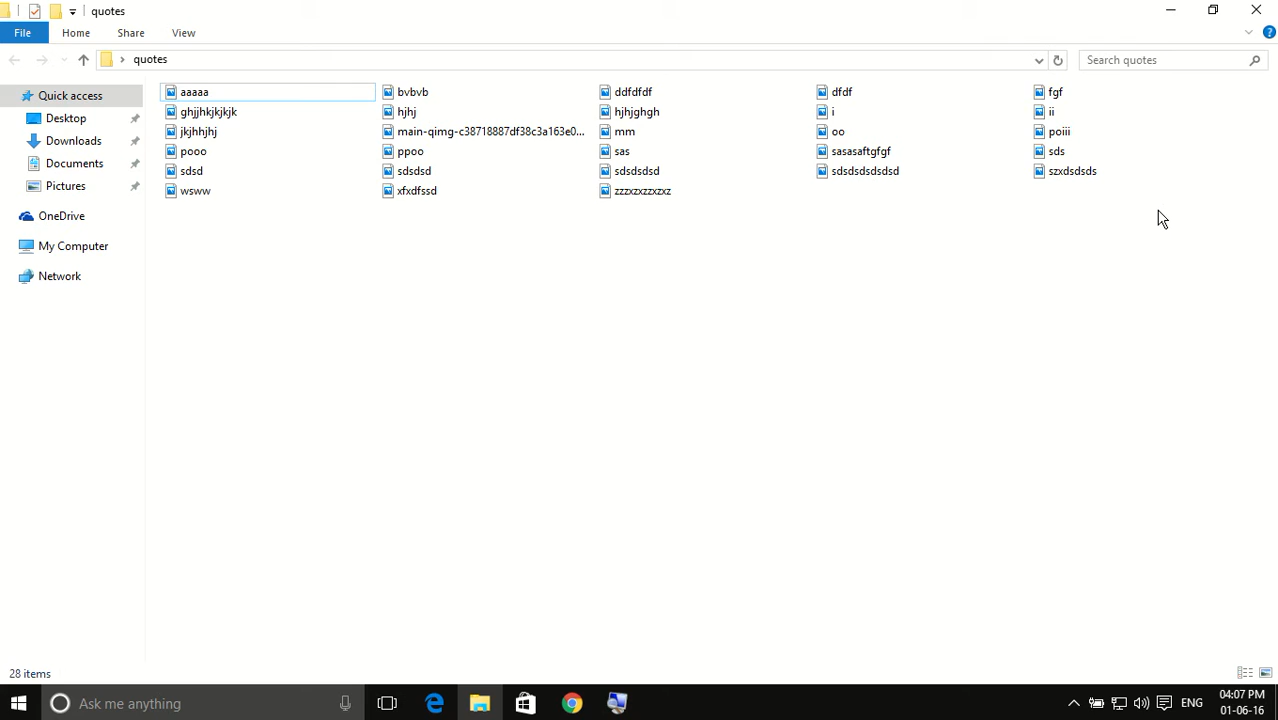 quotes
File Home Share View
quotes Search quotes
Quick access
Desktop
Downloads
Documents
Pictures
OneDrive
My Computer
Network
aaaaa bvbvb ddfdfdf dfdf fgf
ghjjhkjkjkjk hjhj hjhjghgh i ii
jkjhhjhj main-qimg-c38718887df38c3a163e0... mm oo poiii
pooo ppoo sas sasasaftgfgf sds
sdsd sdsdsd sdsdsdsd sdsdsdsdsdsd szxdsdsds
wsww xfxdfssd zzzxzxzzxzxz
28 items
Ask me anything ENG 04:07 PM
01-06-16